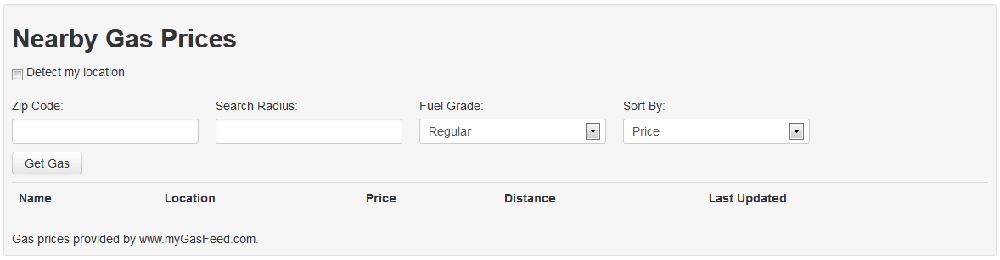 Nearby Gas Prices
Detect my location
Zip Code: Search Radius: Fuel Grade: Sort By:
Regular Price
Get Gas
Name Location Price Distance Last Updated
Gas prices provided by www.myGasFeed.com.